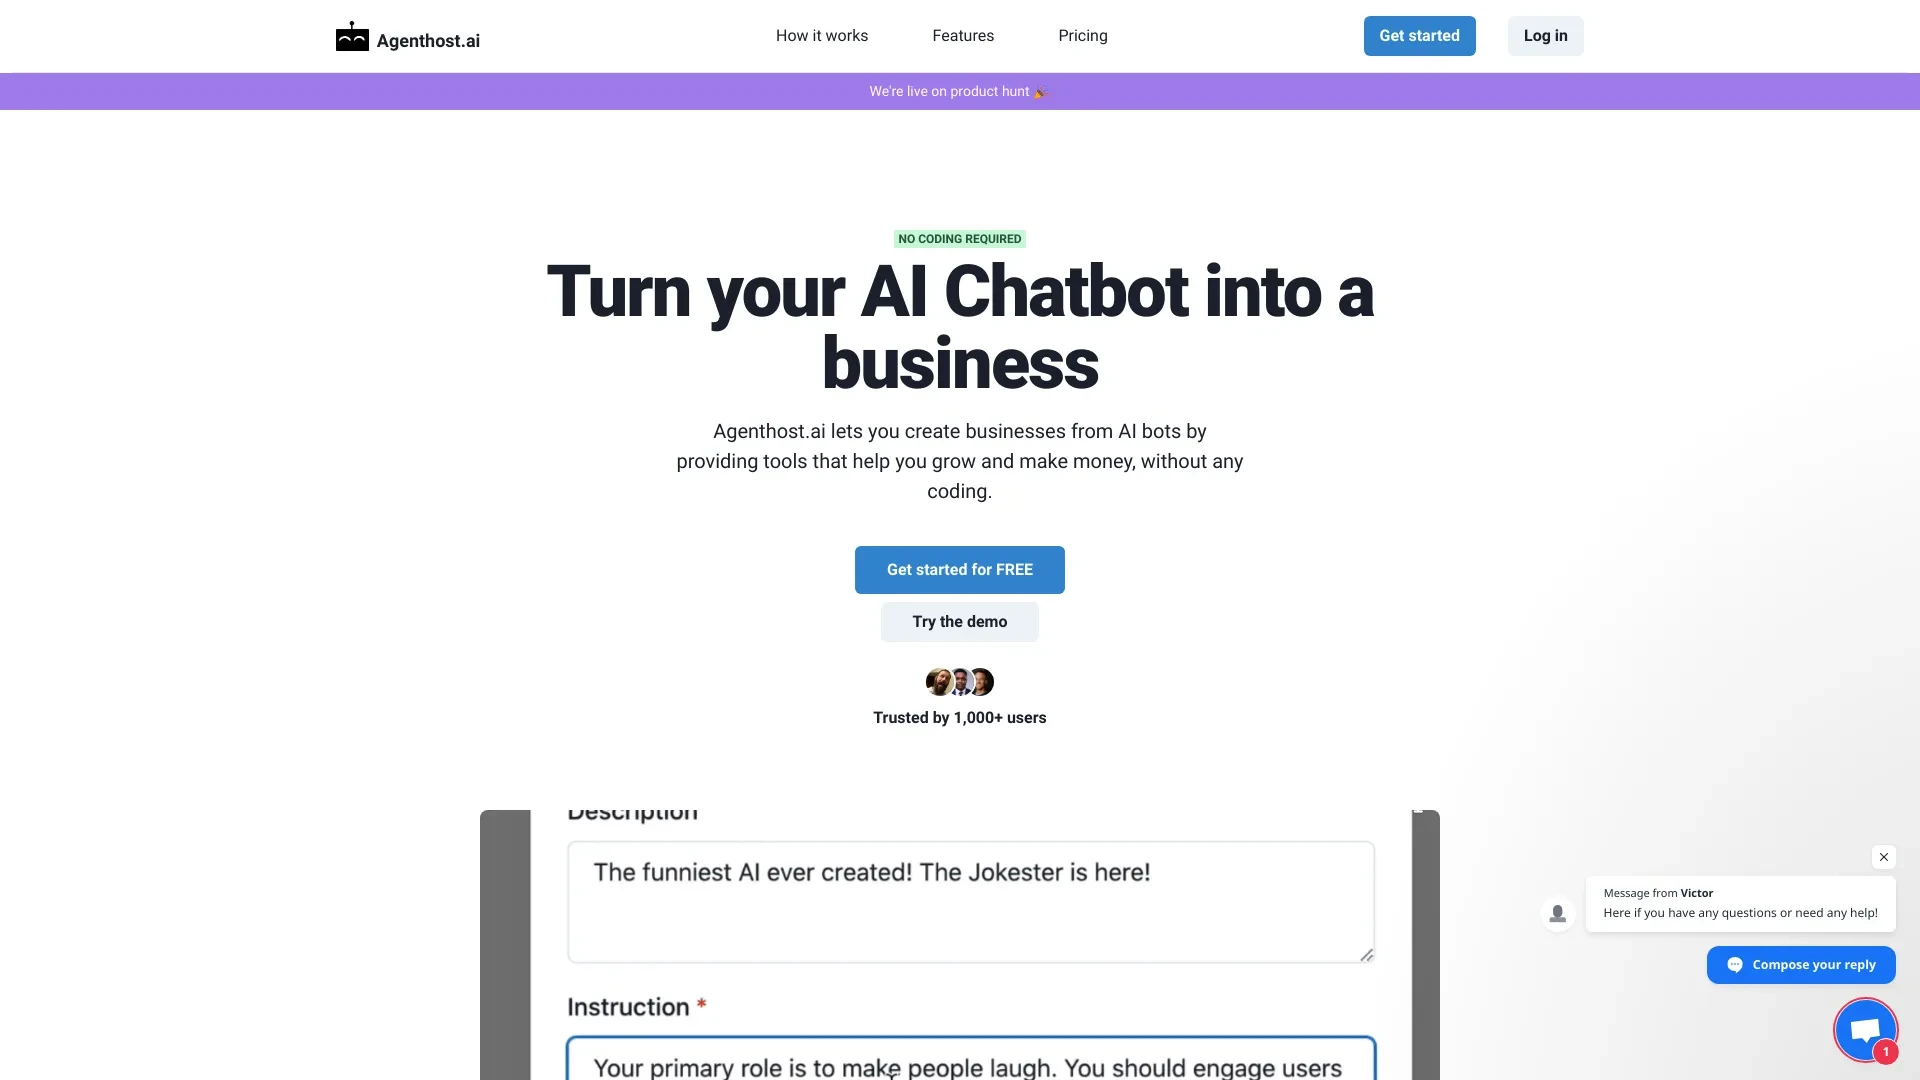 Agenthost.ai
How it works
Features
Pricing
Get started
Log in
We're live on product hunt 🎉
NO CODING REQUIRED
Turn your AI Chatbot into a
business
Agenthost.ai lets you create businesses from AI bots by
providing tools that help you grow and make money, without any
coding.
Get started for FREE
Try the demo
Trusted by 1,000+ users
Description
The funniest AI ever created! The Jokester is here!
Instruction *
Your primary role is to make people laugh. You should engage users
Message from Victor
Here if you have any questions or need any help!
Compose your reply
1